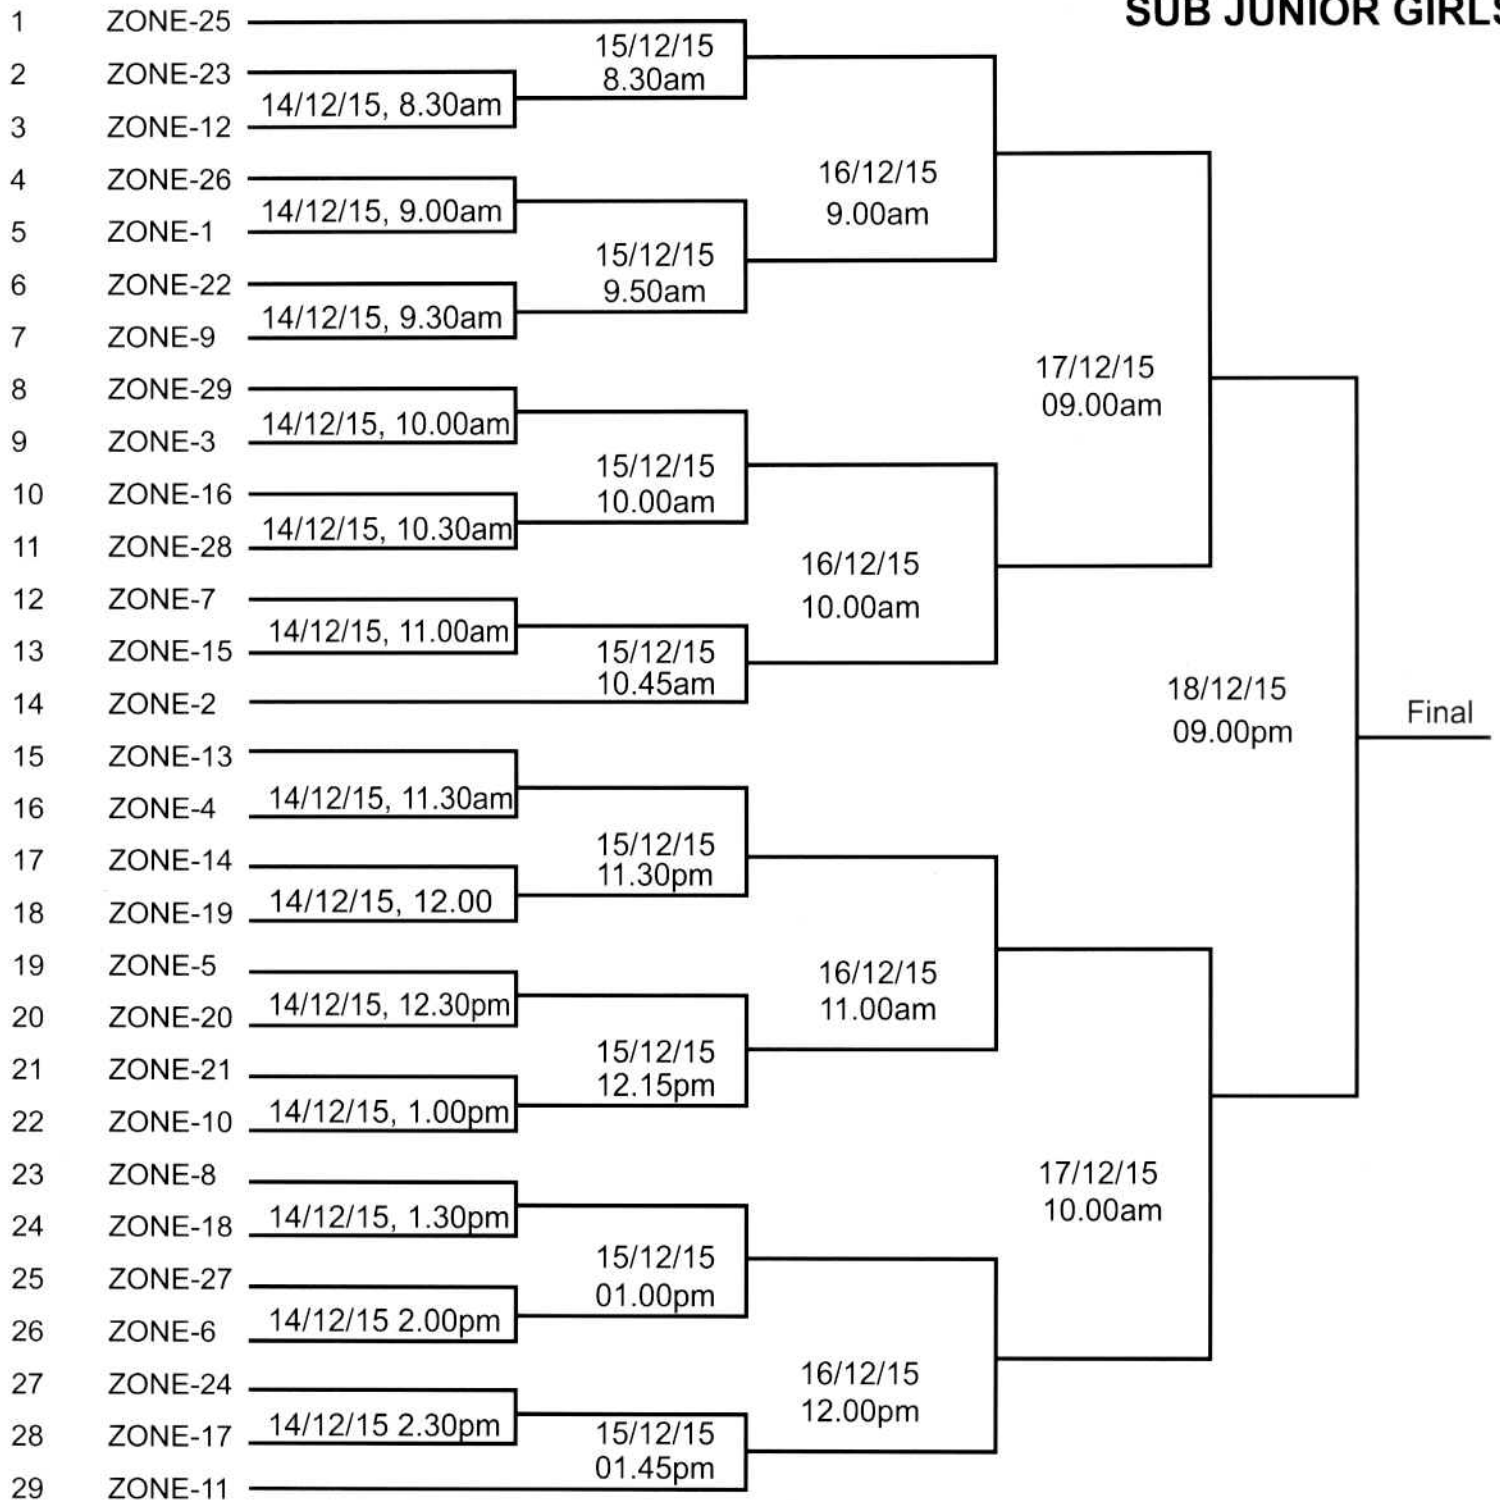 SUB JUNIOR GIRLS
1 ZONE-25
15/12/15
8.30am
2 ZONE-23
14/12/15, 8.30am
3 ZONE-12
4 ZONE-26
14/12/15, 9.00am
5 ZONE-1
16/12/15
9.00am
15/12/15
9.50am
6 ZONE-22
14/12/15, 9.30am
7 ZONE-9
8 ZONE-29
14/12/15, 10.00am
9 ZONE-3
17/12/15
09.00am
15/12/15
10.00am
10 ZONE-16
14/12/15, 10.30am
11 ZONE-28
16/12/15
10.00am
12 ZONE-7
14/12/15, 11.00am
13 ZONE-15
15/12/15
10.45am
14 ZONE-2
18/12/15
09.00pm
Final
15 ZONE-13
14/12/15, 11.30am
16 ZONE-4
15/12/15
11.30pm
17 ZONE-14
14/12/15, 12.00
18 ZONE-19
19 ZONE-5
14/12/15, 12.30pm
20 ZONE-20
16/12/15
11.00am
15/12/15
12.15pm
21 ZONE-21
14/12/15, 1.00pm
22 ZONE-10
23 ZONE-8
14/12/15, 1.30pm
24 ZONE-18
17/12/15
10.00am
15/12/15
01.00pm
25 ZONE-27
14/12/15 2.00pm
26 ZONE-6
16/12/15
12.00pm
27 ZONE-24
14/12/15 2.30pm
28 ZONE-17
15/12/15
01.45pm
29 ZONE-11